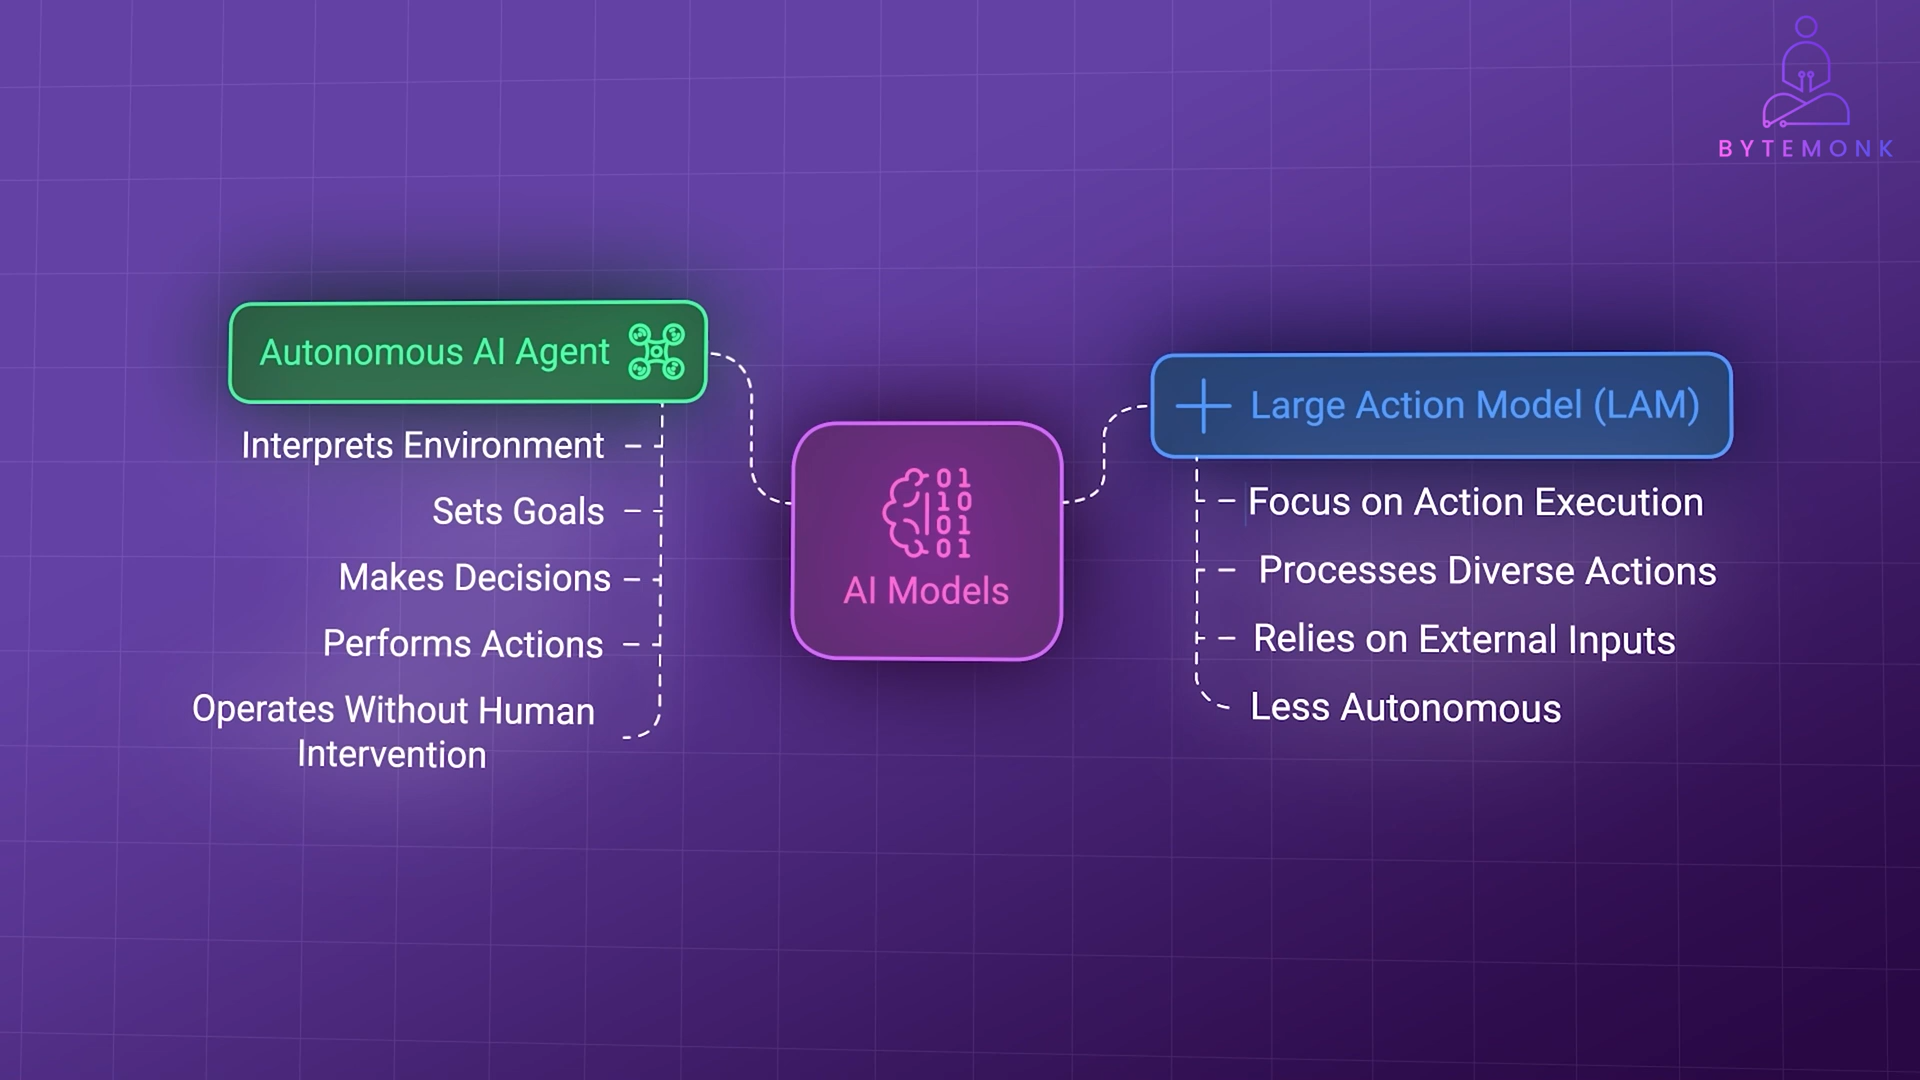 BYTEMONK
Autonomous AI Agent
Interprets Environment
Sets Goals
Makes Decisions
Performs Actions
Operates Without Human
Intervention
01
10
01
01
AI Models
Large Action Model (LAM)
Focus on Action Execution
Processes Diverse Actions
Relies on External Inputs
Less Autonomous